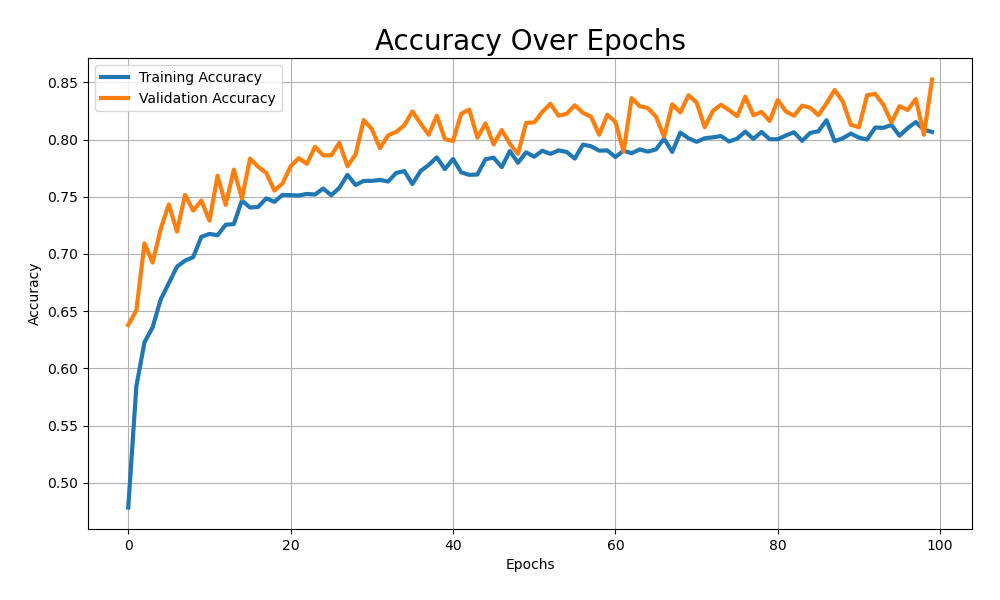 Accuracy Over Epochs
Training Accuracy
Validation Accuracy
0.85
0.80
0.75
0.70
0.65
0.60
0.55
0.50
Accuracy
0 20 40 60 80 100
Epochs